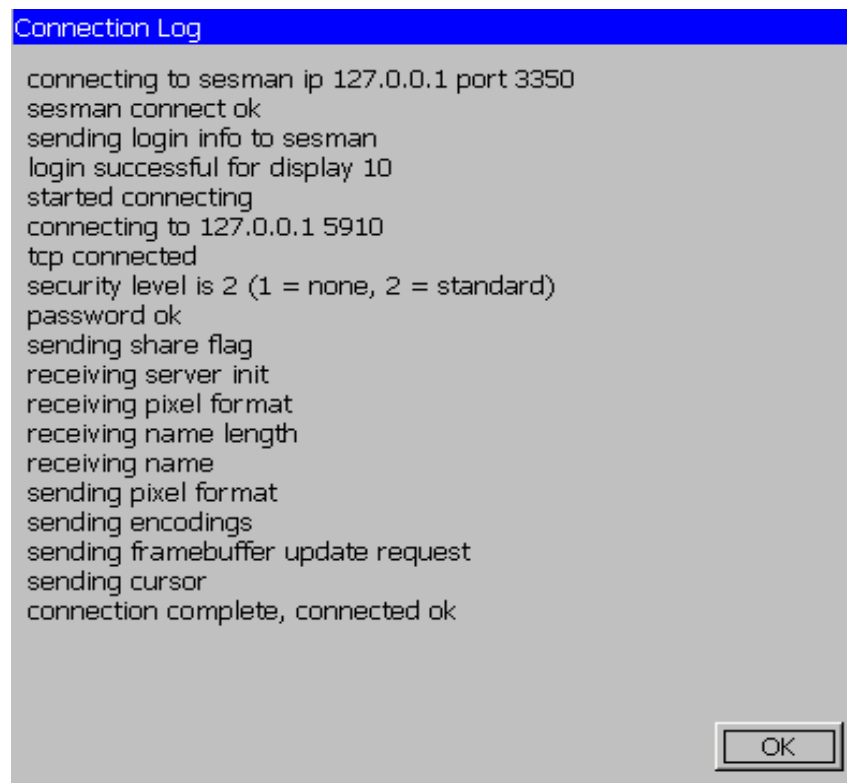 Connection Log
connecting to sesman ip 127.0.0.1 port 3350
sesman connect ok
sending login info to sesman
login successful for display 10
started connecting
connecting to 127.0.0.1 5910
tcp connected
security level is 2 (1 = none, 2 = standard)
password ok
sending share flag
receiving server init
receiving pixel format
receiving name length
receiving name
sending pixel format
sending encodings
sending framebuffer update request
sending cursor
connection complete, connected ok
OK